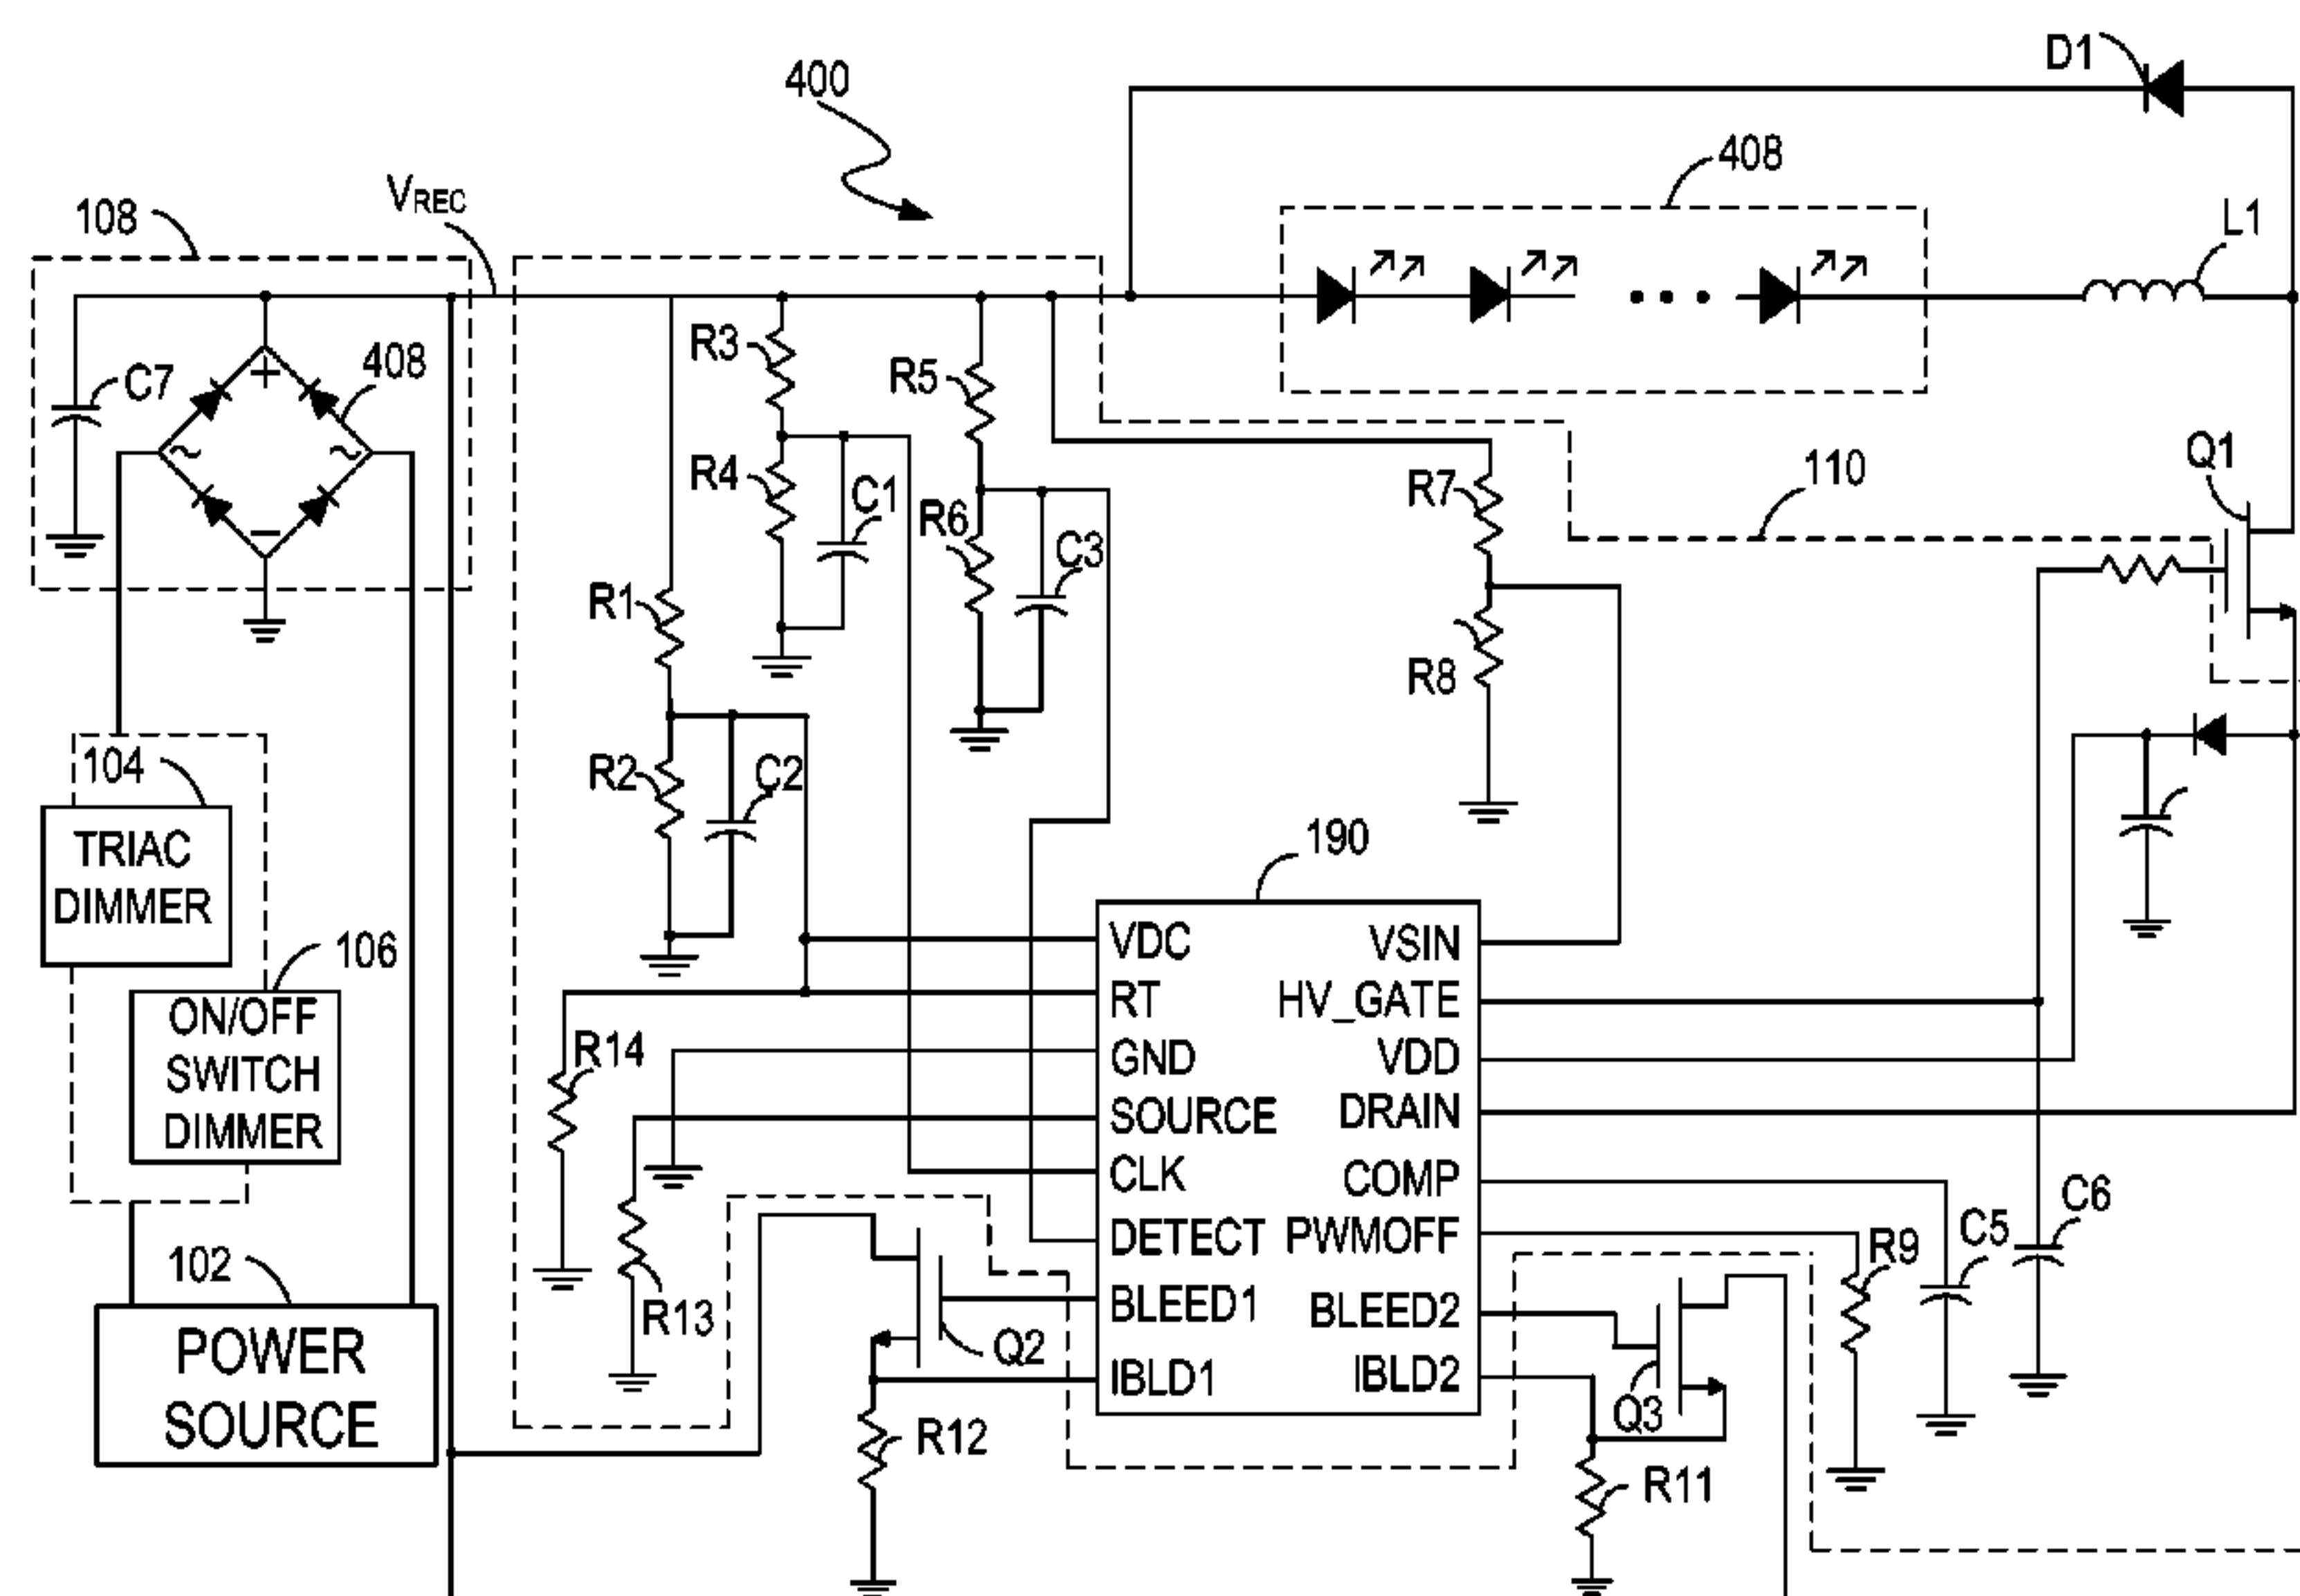 D1
400
408
L1
108
VREC
R3
R5
408
C7
R4
C1
R6
C3
R7
110
Q1
R1
R8
R2
C2
104
TRIAC
DIMMER
190
106
ON/OFF
SWITCH
DIMMER
VDC
RT
GND
SOURCE
CLK
DETECT
BLEED1
IBLD1
VSIN
HV_GATE
VDD
DRAIN
COMP
PWMOFF
BLEED2
IBLD2
R14
R13
Q2
R12
C6
C5
R9
Q3
R11
102
POWER
SOURCE
+
−
~
~